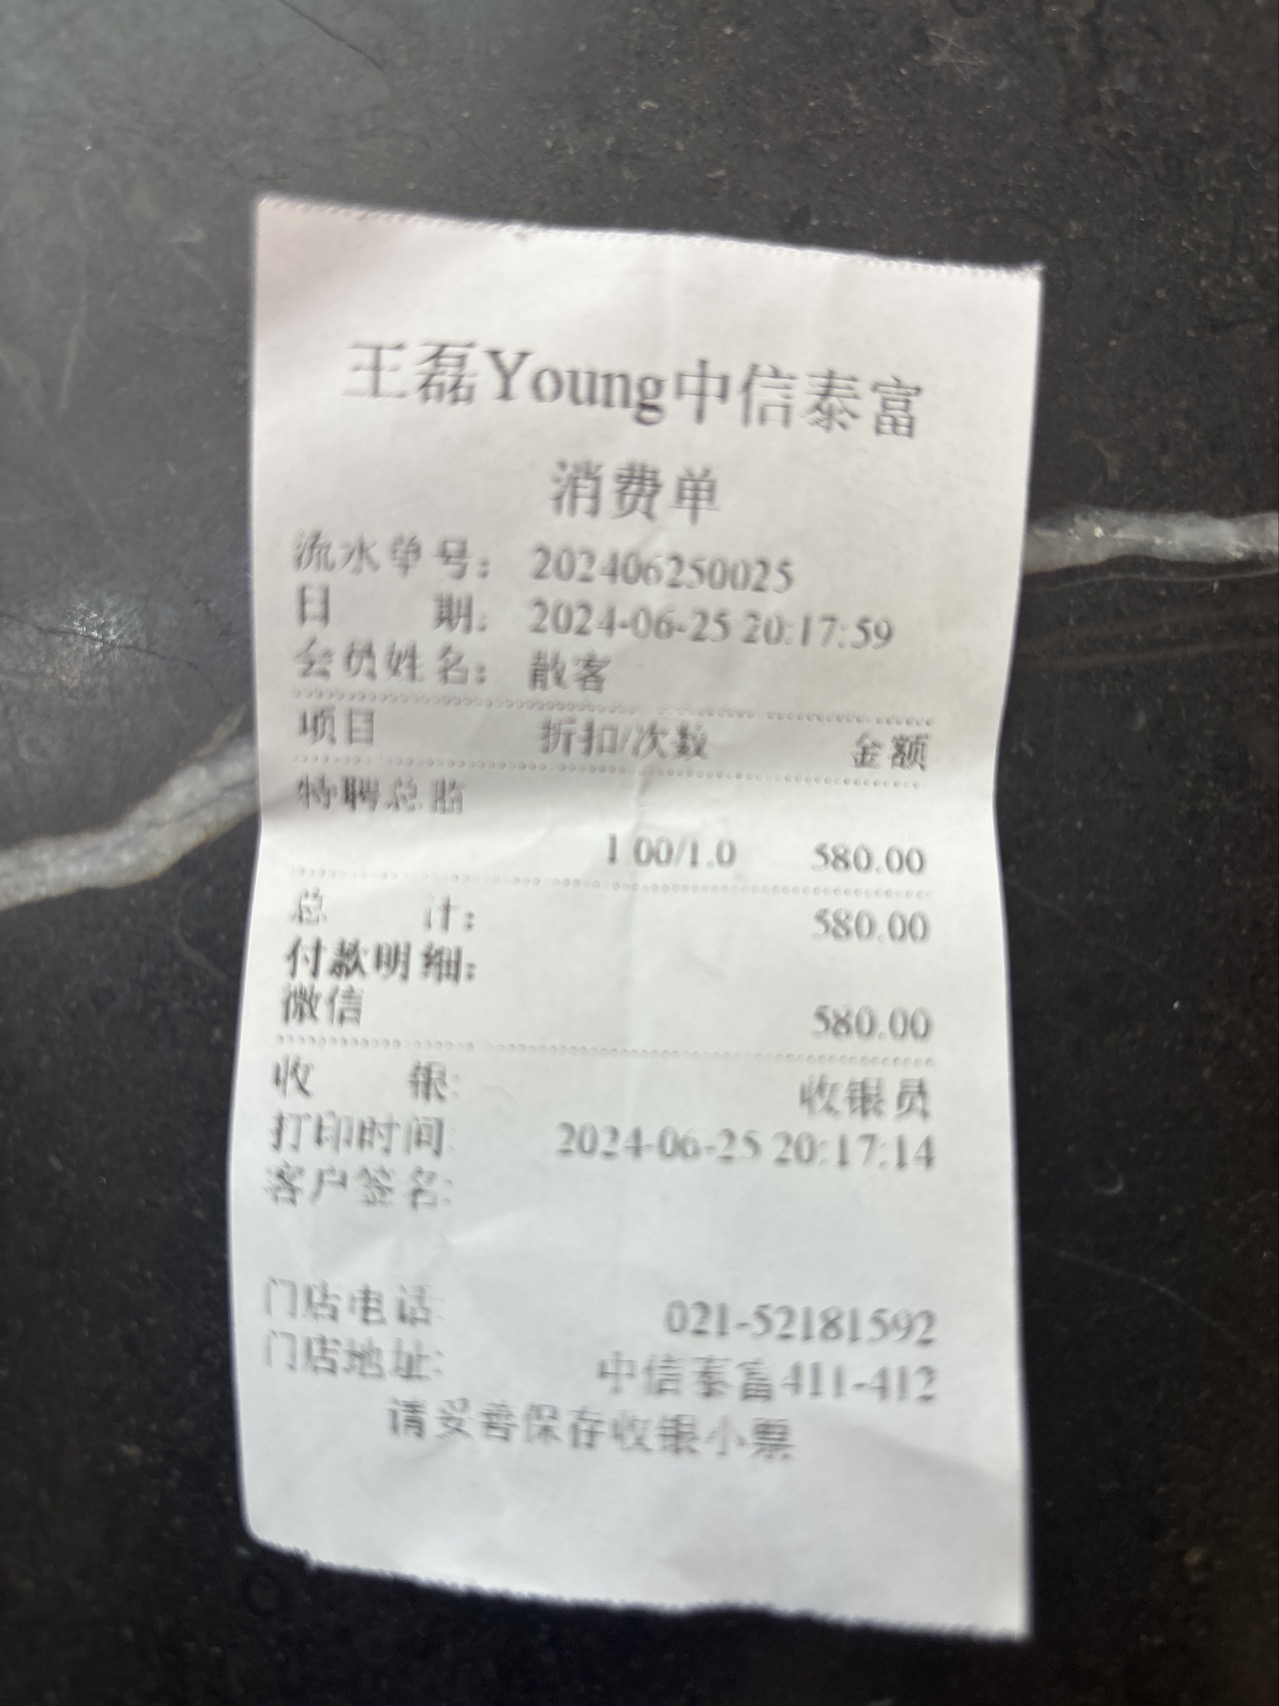 王磊Young中信泰富
消费单
流水单号： 202406250025
日 期： 2024-06-25 20:17:59
会员姓名： 散客
项目 折扣/次数 金额
特聘总监
1.00/1.0 580.00
总 计： 580.00
付款明细：
微信 580.00
收 银: 收银员
打印时间: 2024-06-25 20:17:14
客户签名:
门店电话: 021-52181592
门店地址: 中信泰富411-412
请妥善保存收银小票